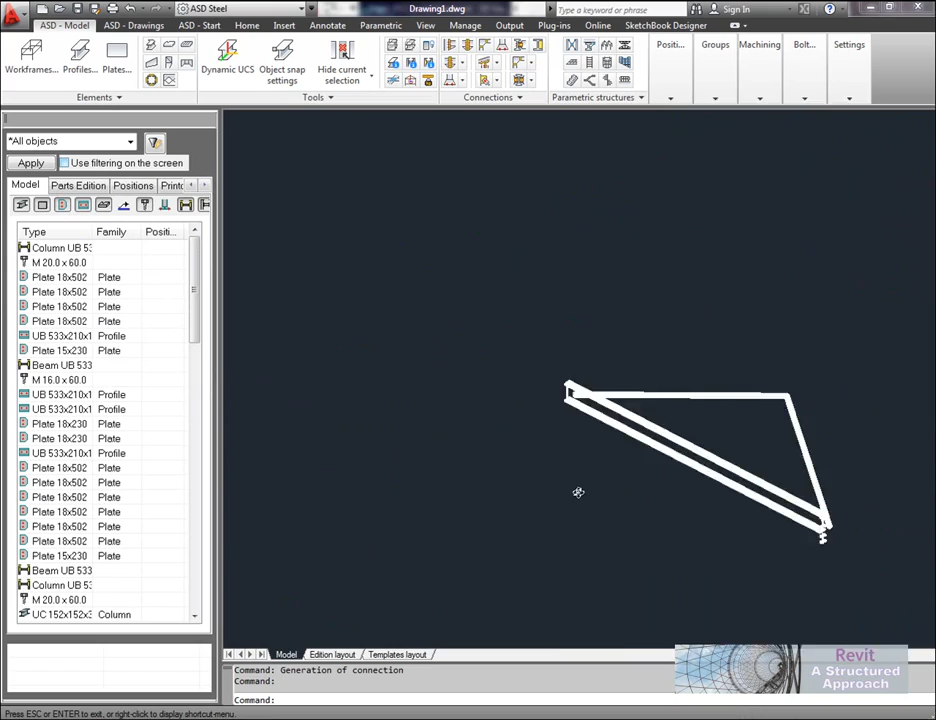 ASD Steel
Drawing1.dwg
Type a keyword or phrase
Sign In
ASD - Model
ASD - Drawings
ASD - Start
Home
Insert
Annotate
Parametric
View
Manage
Output
Plug-ins
Online
SketchBook Designer
Workframes...
Profiles...
Plates...
Dynamic UCS
Object snap settings
Hide current selection
Positi...
Groups
Machining
Bolt...
Settings
Elements
Tools
Connections
Parametric structures
*All objects
Apply
Use filtering on the screen
Model
Parts Edition
Positions
Type Family Positi...
Column UB 53
M 20.0 x 60.0
Plate 18x502 Plate
Plate 18x502 Plate
Plate 18x502 Plate
Plate 18x502 Plate
UB 533x210x1 Profile
Plate 15x230 Plate
Beam UB 533
M 16.0 x 60.0
UB 533x210x1 Profile
UB 533x210x1 Profile
Plate 18x502 Plate
Plate 18x230 Plate
UB 533x210x1 Profile
Plate 18x502 Plate
Plate 18x502 Plate
Plate 18x502 Plate
Plate 18x502 Plate
Plate 18x502 Plate
Plate 18x502 Plate
Plate 15x230 Plate
Beam UB 533
Column UB 53
M 20.0 x 60.0
UC 152x152x3 Column
Model
Edition layout
Templates layout
Command: Generation of connection
Command:
Command:
Press ESC or ENTER to exit, or right-click to display shortcut-menu.
Revit
A Structured
Approach